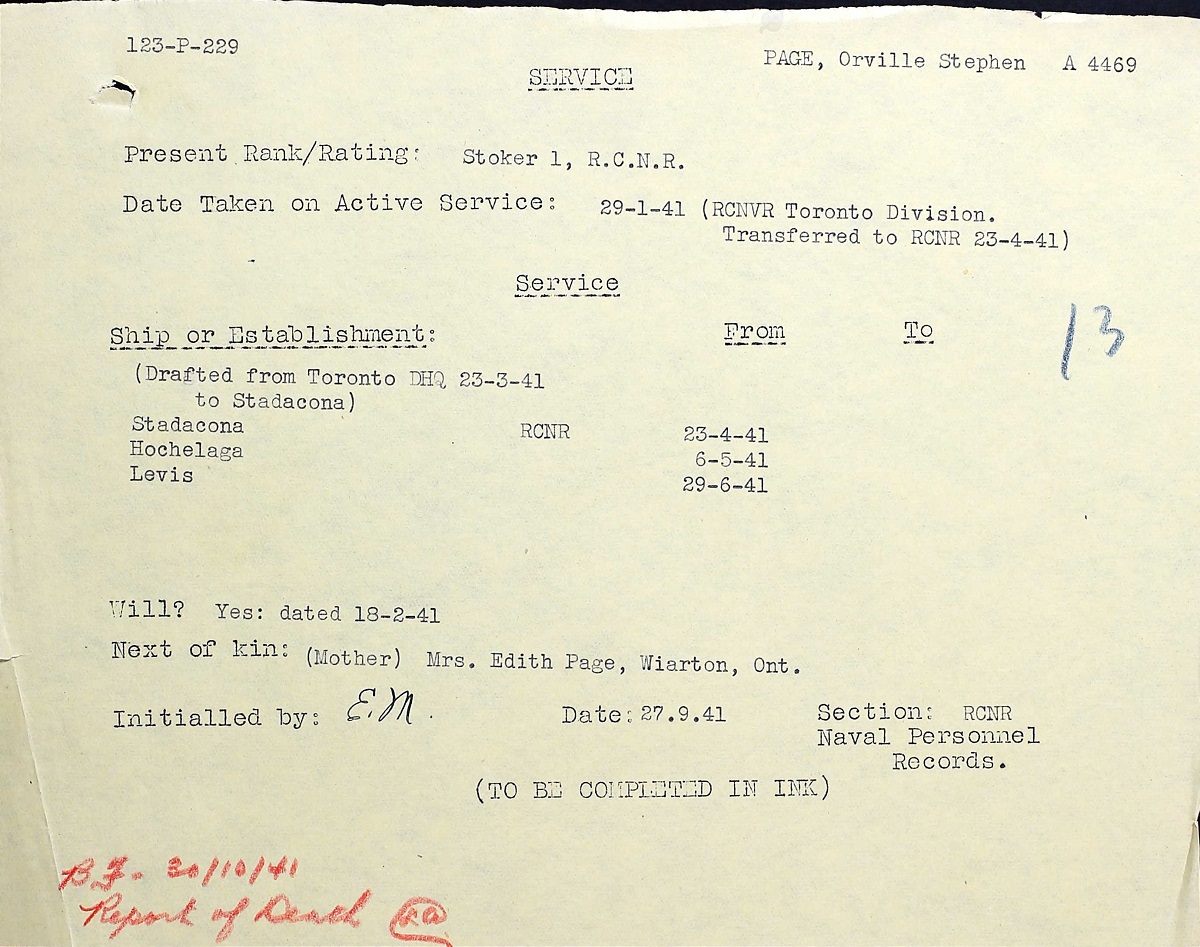 123-P-229
PAGE, Orville Stephen A 4469
SERVICE
Present Rank/Rating: Stoker 1, R.C.N.R.
Date Taken on Active Service: 29-1-41 (RCNVR Toronto Division.
Transferred to RCNR 23-4-41)
Service
Ship or Establishment: From To
13
(Drafted from Toronto DHQ 23-3-41
to Stadacona)
Stadacona RCNR 23-4-41
Hochelaga 6-5-41
Levis 29-6-41
Will? Yes: dated 18-2-41
Next of kin: (Mother) Mrs. Edith Page, Wiarton, Ont.
Initialled by: E.M. Date: 27.9.41 Section: RCNR
Naval Personnel
Records.
(TO BE COMPLETED IN INK)
B.F. 20/10/41
Report of Death